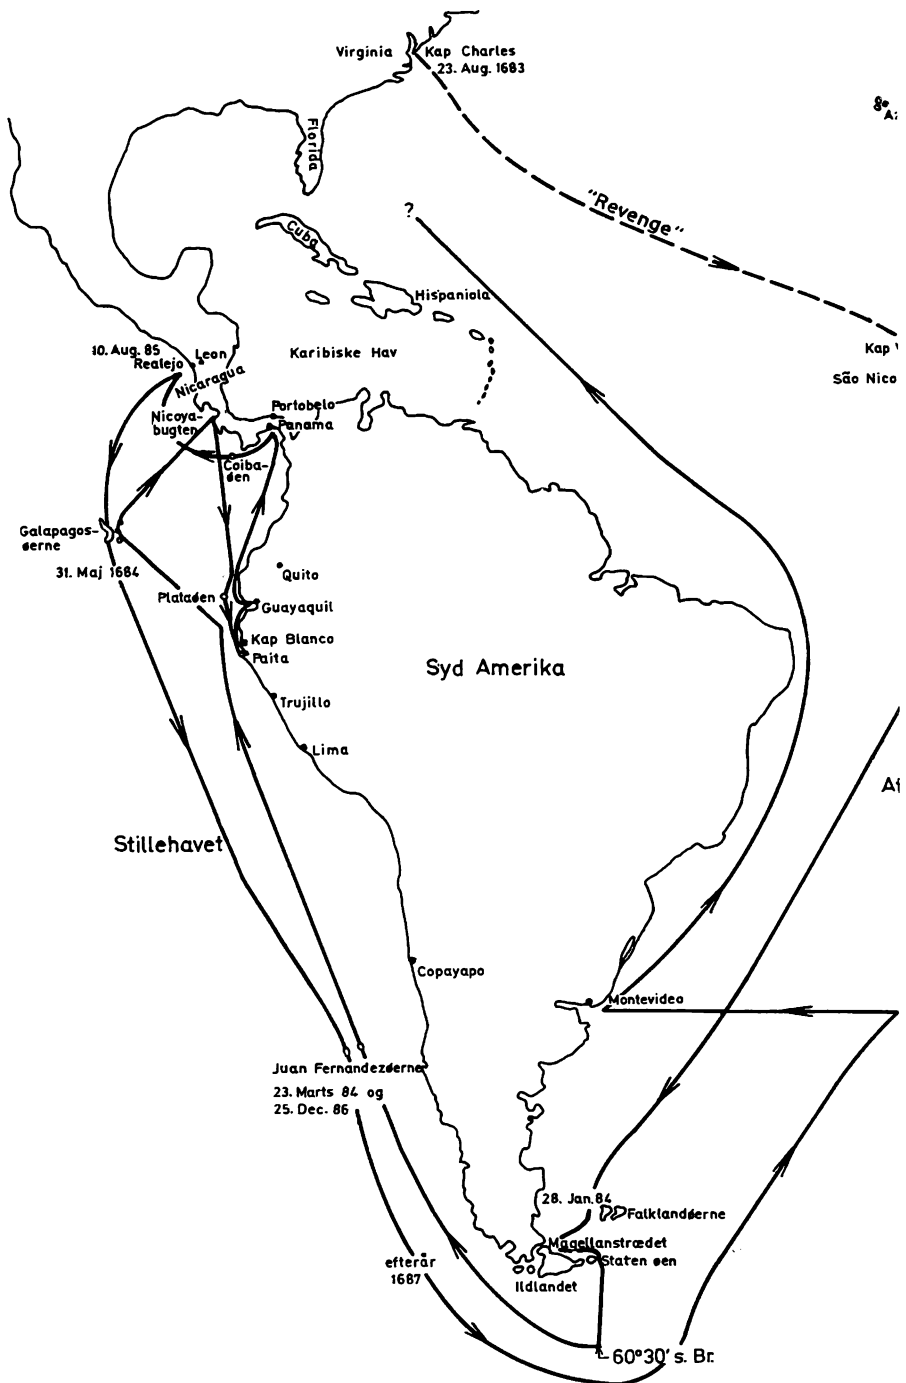 Virginia
Kap Charles
23. Aug. 1683
Florida
"Revenge"
?
Cuba
Hispaniola
Karibiske Hav
Kap
São Nico
10. Aug. 85
Realejo
Leon
Nicaragua
Nicoya-
bugten
Portobelo
Panama
Coiba-
øen
Galapagos-
øerne
31. Maj 1684
Quito
Plataøen
Guayaquil
Kap Blanco
Paita
Syd Amerika
Trujillo
Lima
Stillehavet
Copayapo
Montevideo
Juan Fernandezøerne
23. Marts 84 og
25. Dec. 86
28. Jan. 84
Falklandøerne
Magellanstrædet
Staten øen
Ildlandet
efterår
1687
60°30' s. Br.